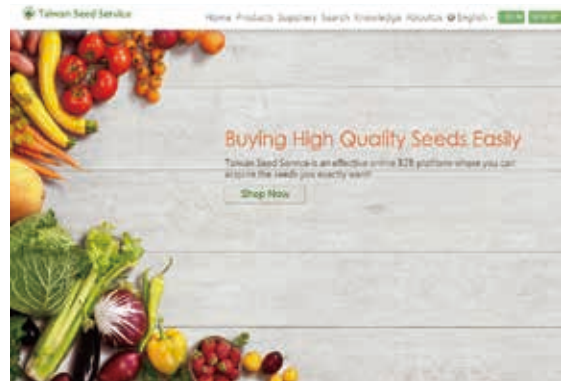 Taiwan Seed Service
Home Products Suppliers Search Knowledge AboutUs English
Buying High Quality Seeds Easily
Taiwan Seed Service is an effective online B2B platform where you can
acquire the seeds you exactly want!
Shop Now